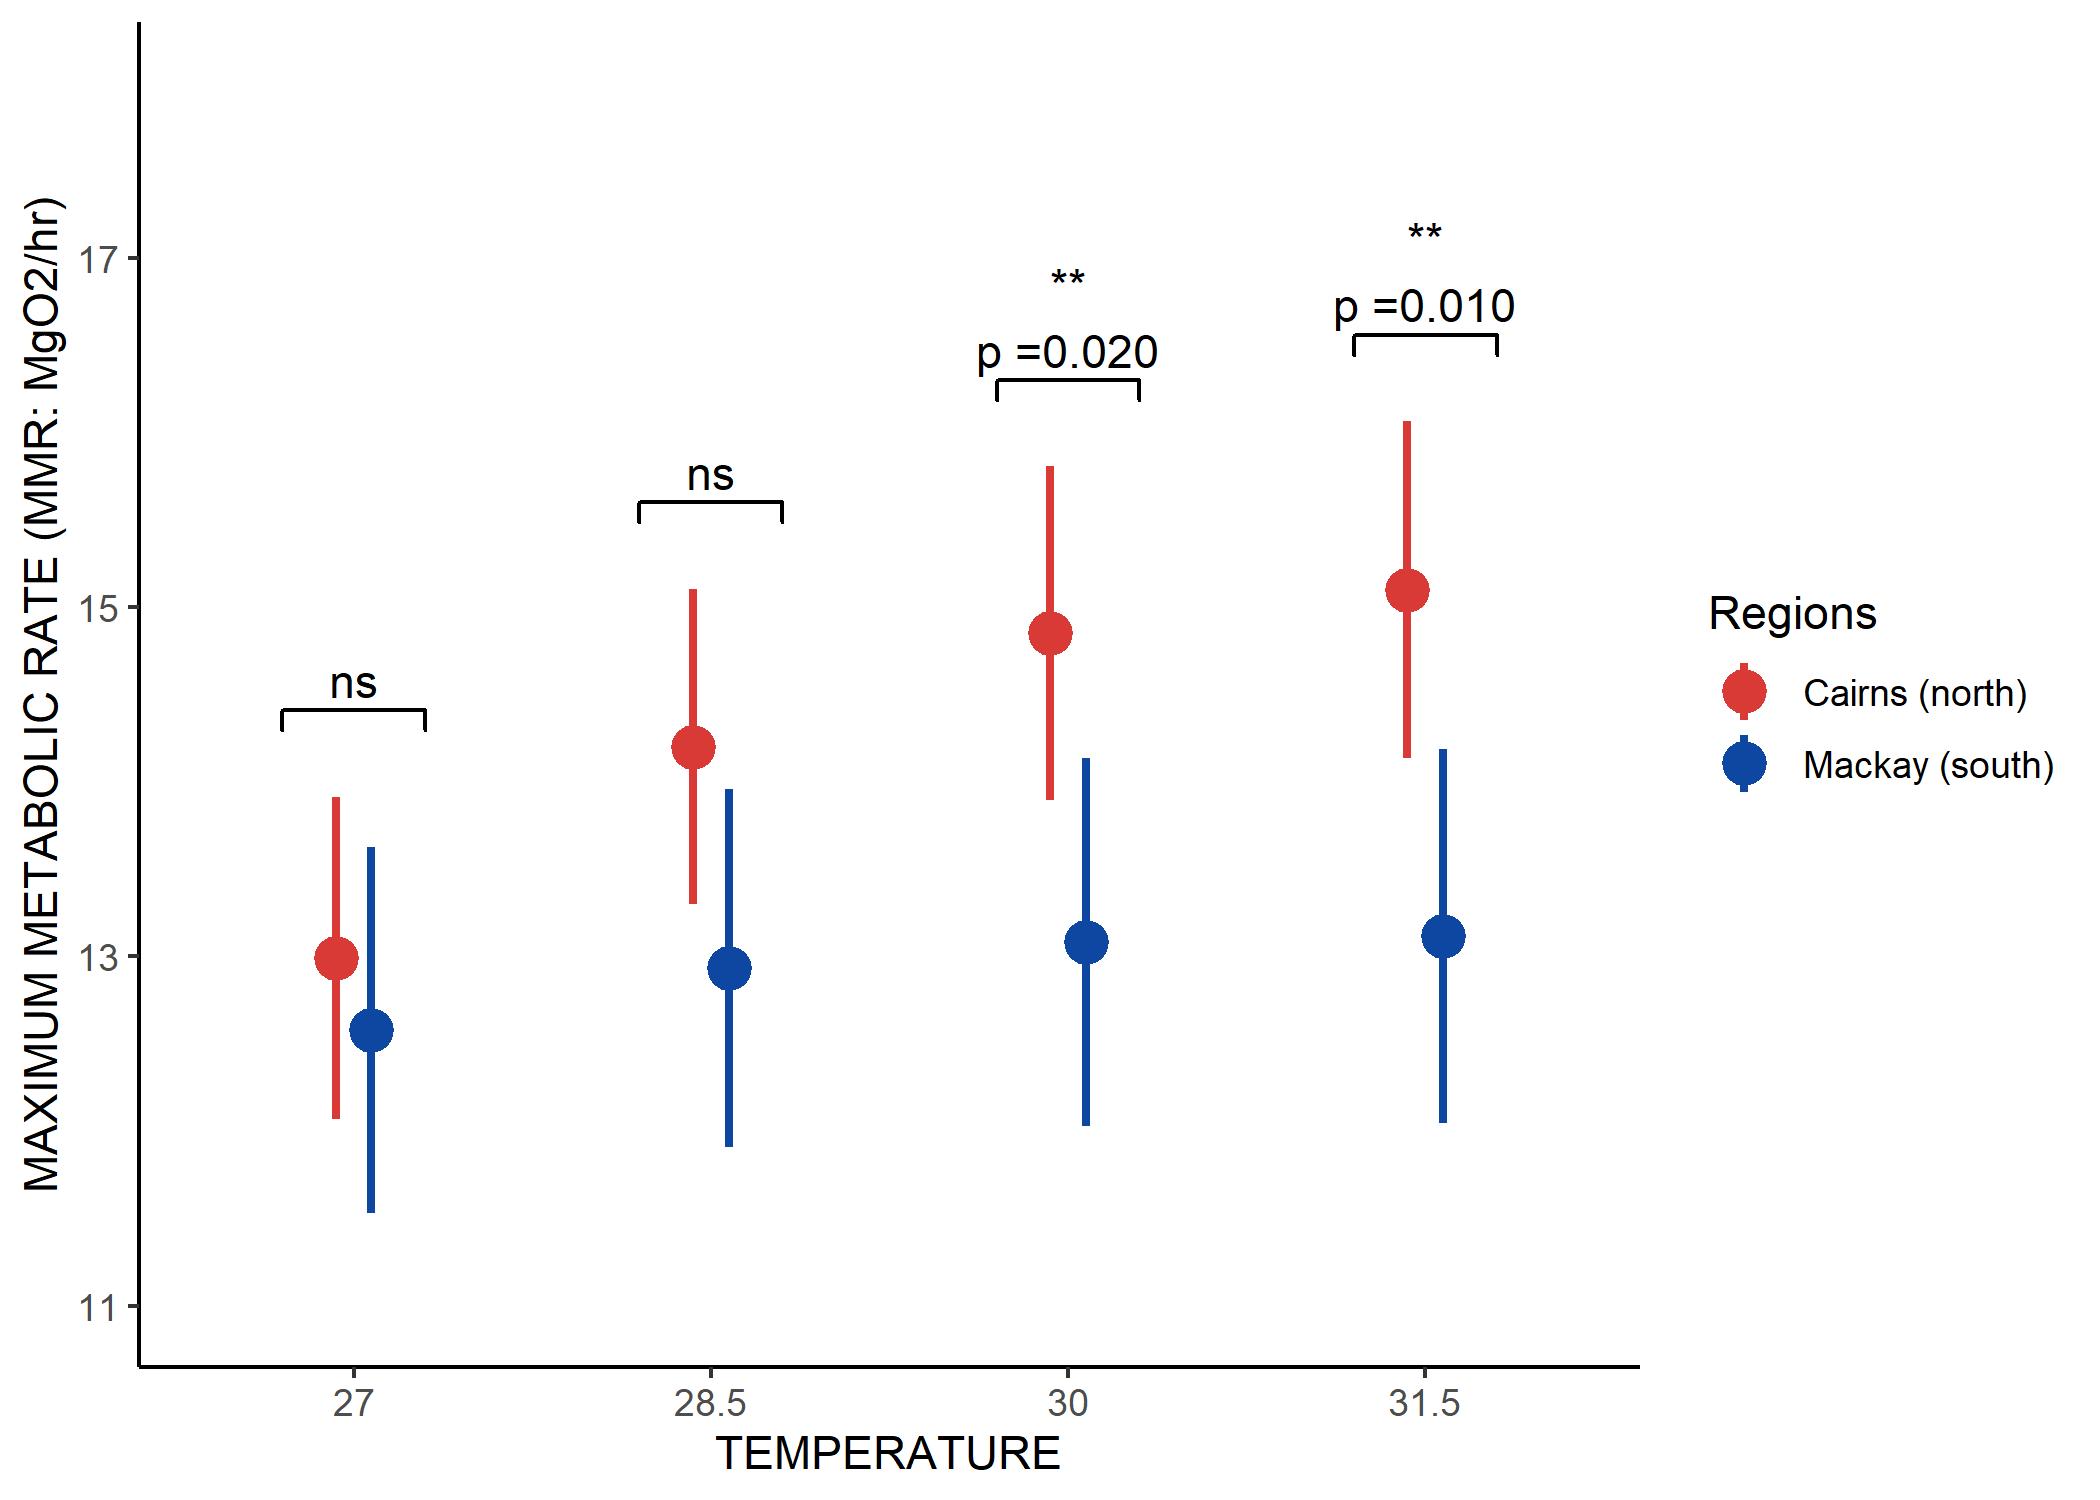 MAXIMUM METABOLIC RATE (MMR: MgO2/hr)
17
15
13
11
ns
ns
**
p =0.020
**
p =0.010
27
28.5
30
31.5
TEMPERATURE
Regions
Cairns (north)
Mackay (south)